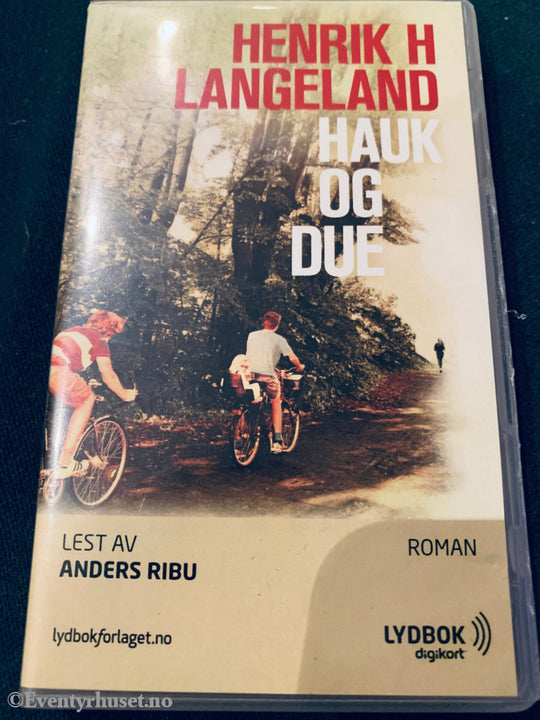 HENRIK H
LANGELAND
HAUK
OG
DUE
LEST AV
ANDERS RIBU
ROMAN
lydbokforlaget.no
LYDBOK
digikort
©Eventyrhuset.no